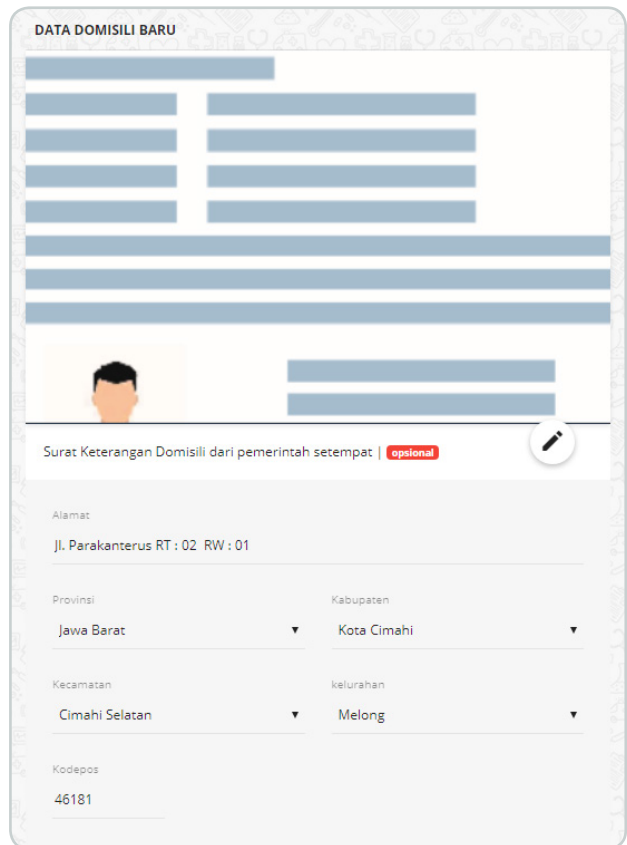 DATA DOMISILI BARU
Surat Keterangan Domisili dari pemerintah setempat | opsional
Alamat
Jl. Parakanterus RT : 02 RW : 01
Provinsi Kabupaten
Jawa Barat Kota Cimahi
Kecamatan kelurahan
Cimahi Selatan Melong
Kodepos
46181